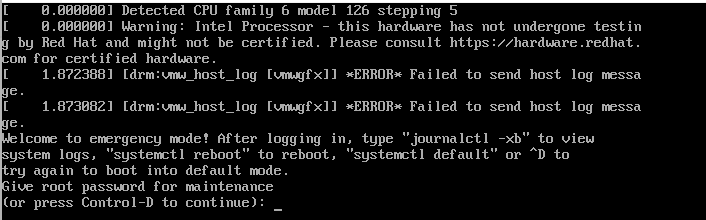 [    0.000000] Detected CPU family 6 model 126 stepping 5
[    0.000000] Warning: Intel Processor - this hardware has not undergone testin
g by Red Hat and might not be certified. Please consult https://hardware.redhat.
com for certified hardware.
[    1.872388] [drm:vmw_host_log [vmwgfx]] *ERROR* Failed to send host log messa
ge.
[    1.873082] [drm:vmw_host_log [vmwgfx]] *ERROR* Failed to send host log messa
ge.
Welcome to emergency mode! After logging in, type "journalctl -xb" to view
system logs, "systemctl reboot" to reboot, "systemctl default" or ^D to
try again to boot into default mode.
Give root password for maintenance
(or press Control-D to continue): _